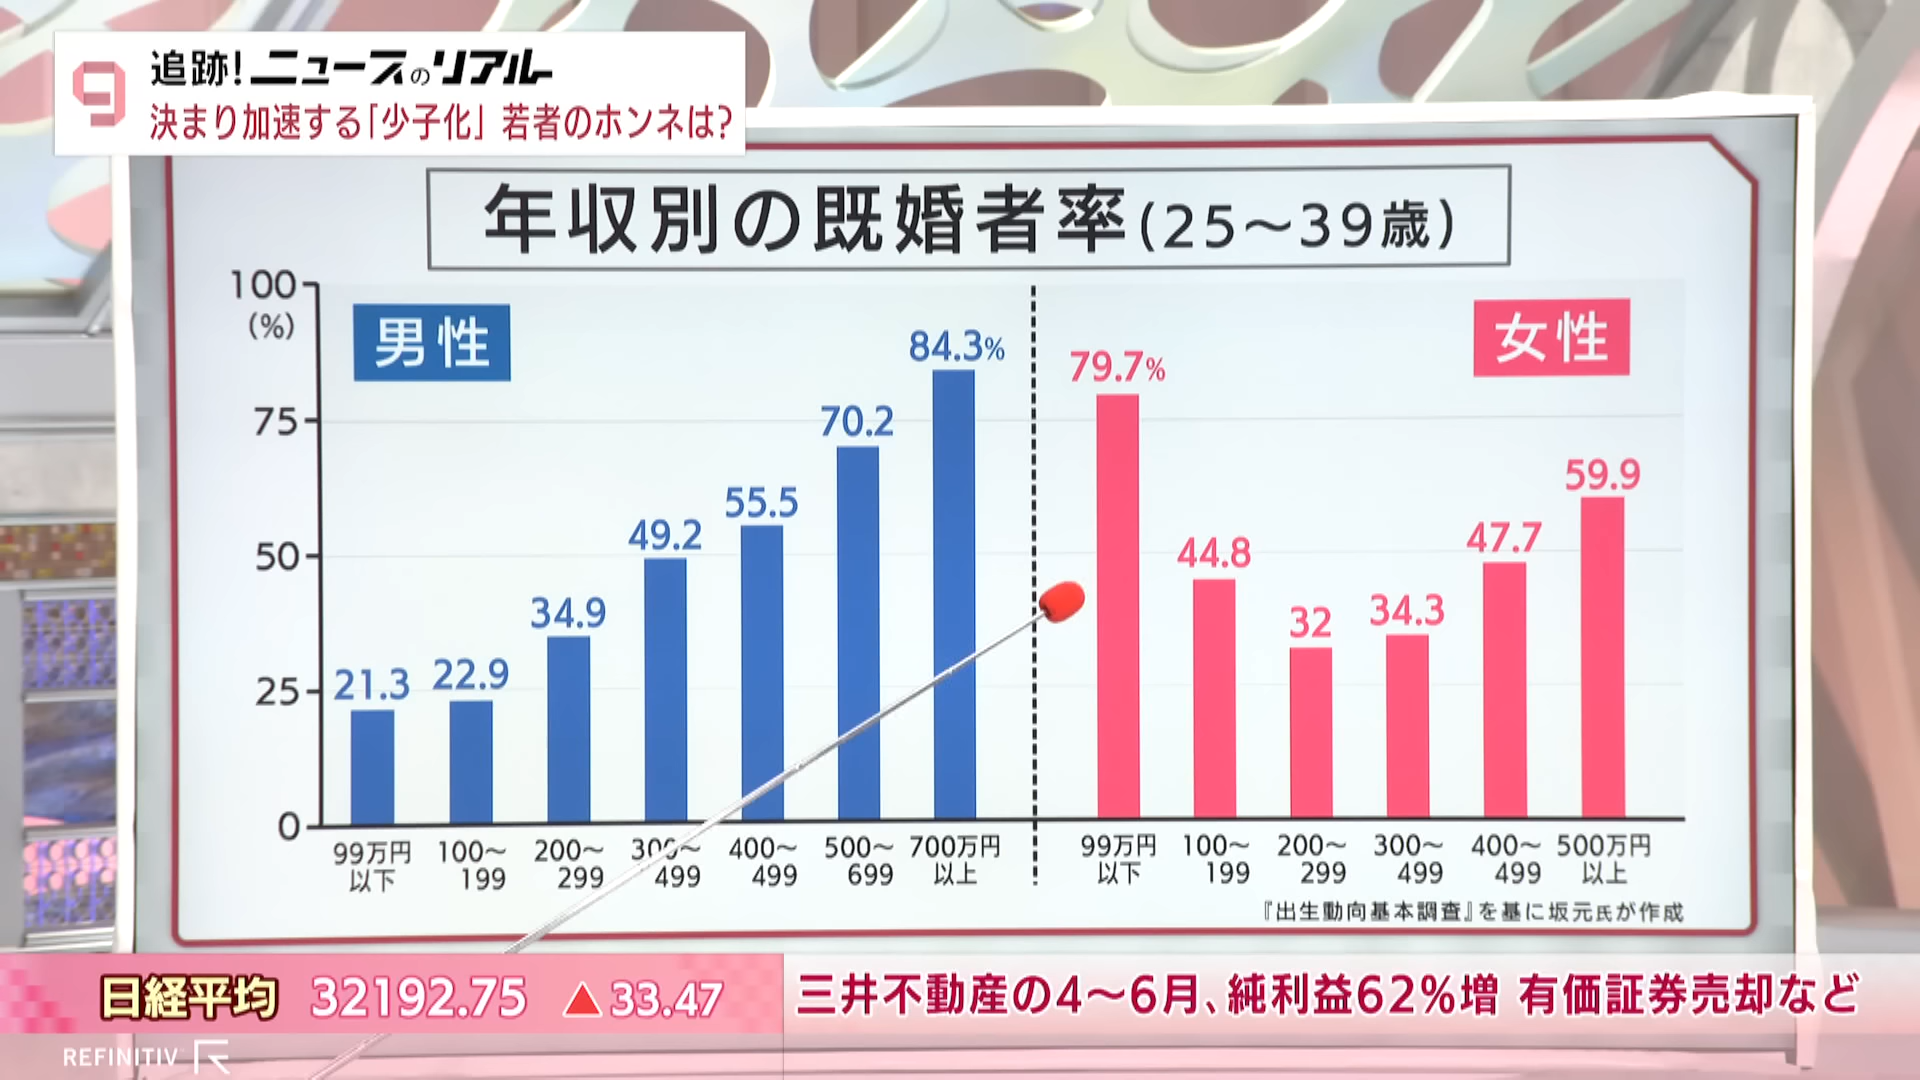 9
追跡!ニュースのリアル
決まり加速する「少子化」 若者のホンネは?
年収別の既婚者率(25〜39歳)
100
(%)
75
50
25
0
男性
21.3
22.9
34.9
49.2
55.5
70.2
84.3%
99万円
以下
100〜
199
200〜
299
300〜
499
400〜
499
500〜
699
700万円
以上
女性
79.7%
44.8
32
34.3
47.7
59.9
99万円
以下
100〜
199
200〜
299
300〜
499
400〜
499
500万円
以上
『出生動向基本調査』を基に坂元氏が作成
日経平均 32192.75 ▲33.47
三井不動産の4〜6月、純利益62%増 有価証券売却など
REFINITIV